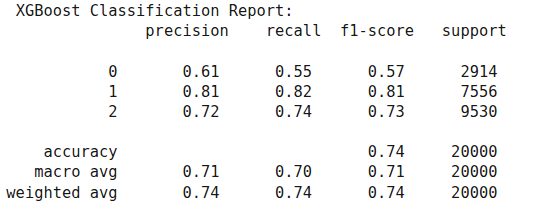 XGBoost Classification Report:
precision recall f1-score support
0 0.61 0.55 0.57 2914
1 0.81 0.82 0.81 7556
2 0.72 0.74 0.73 9530
accuracy 0.74 20000
macro avg 0.71 0.70 0.71 20000
weighted avg 0.74 0.74 0.74 20000